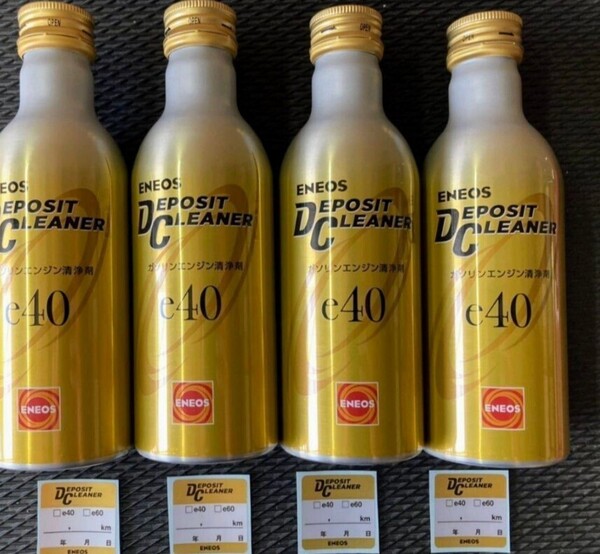 ENEOS
DEPOSIT
CLEANER
ガソリンエンジン清浄剤
e40
ENEOS
ENEOS
DEPOSIT
CLEANER
ガソリンエンジン清浄剤
e40
ENEOS
ENEOS
DEPOSIT
CLEANER
ガソリンエンジン清浄剤
e40
ENEOS
ENEOS
DEPOSIT
CLEANER
ガソリンエンジン清浄剤
e40
ENEOS
DEPOSIT
CLEANER
□e40 □e60
, km
年 月 日
ENEOS
DEPOSIT
CLEANER
□e40 □e60
, km
年 月 日
ENEOS
DEPOSIT
CLEANER
□e40 □e60
, km
年 月 日
ENEOS
DEPOSIT
CLEANER
□e40 □e60
, km
年 月 日
ENEOS